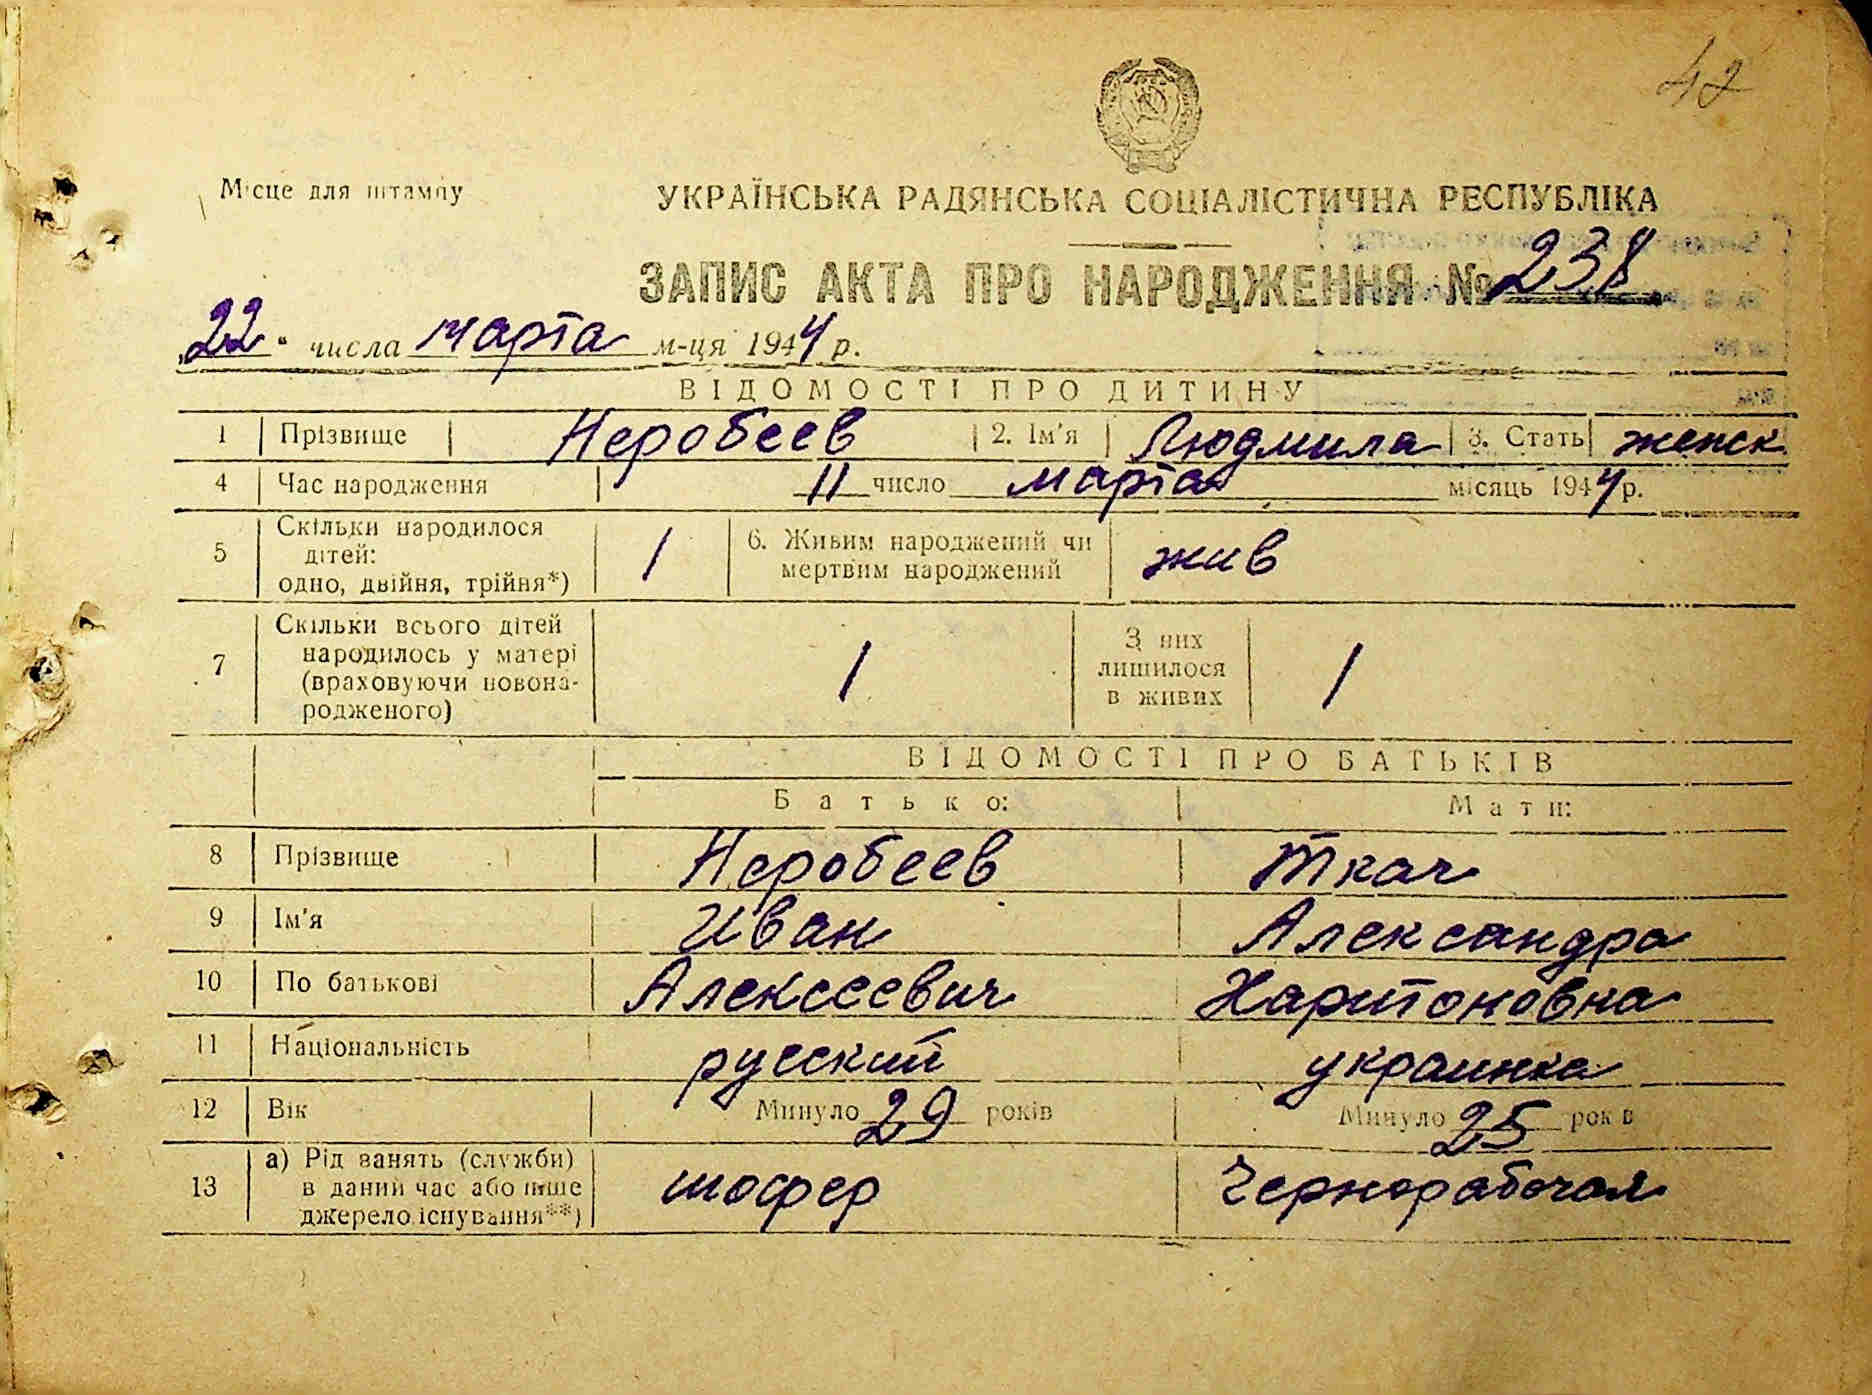 42
Місце для штампу
УКРАЇНСЬКА РАДЯНСЬКА СОЦІАЛІСТИЧНА РЕСПУБЛІКА
ЗАПИС АКТА ПРО НАРОДЖЕННЯ № 238
„22“ числа марта м-ця 1944 р.
ВІДОМОСТІ ПРО ДИТИНУ
1 Прізвище Неробеев 2. Ім'я Людмила 3. Стать женск
4 Час народження 11 число марта місяць 1944 р.
5 Скільки народилося дітей: одно, двійня, трійня*) 1 6. Живим народжений чи мертвим народжений жив
7 Скільки всього дітей народилось у матері (враховуючи новонародженого) 1 З них лишилося в живих 1
ВІДОМОСТІ ПРО БАТЬКІВ
Батько: Мати:
8 Прізвище Неробеев Ткач
9 Ім'я Иван Александра
10 По батькові Алексеевич Харитоновна
11 Національність русский украинка
12 Вік Минуло 29 років Минуло 25 років
13 а) Рід занять (служби) в даний час або інше джерело існування**) шофер Чернорабочая